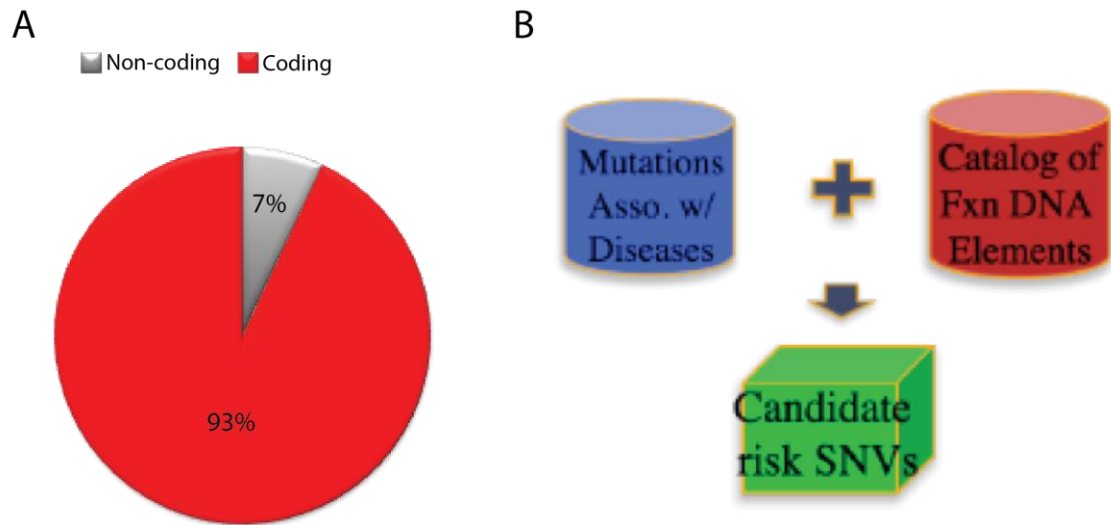 A
Non-coding Coding
7%
93%
B
Mutations
Asso. w/
Diseases
Catalog of
Fxn DNA
Elements
Candidate
risk SNVs